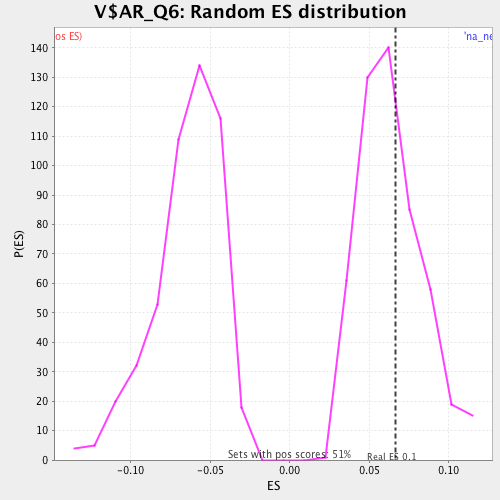 V$AR_Q6: Random ES distribution
os ES)
'na_ne
140
130
120
110
100
90
80
70
60
50
40
30
20
10
0
P(ES)
Sets with pos scores: 51%
Real ES 0.1
-0.10
-0.05
0.00
0.05
0.10
ES